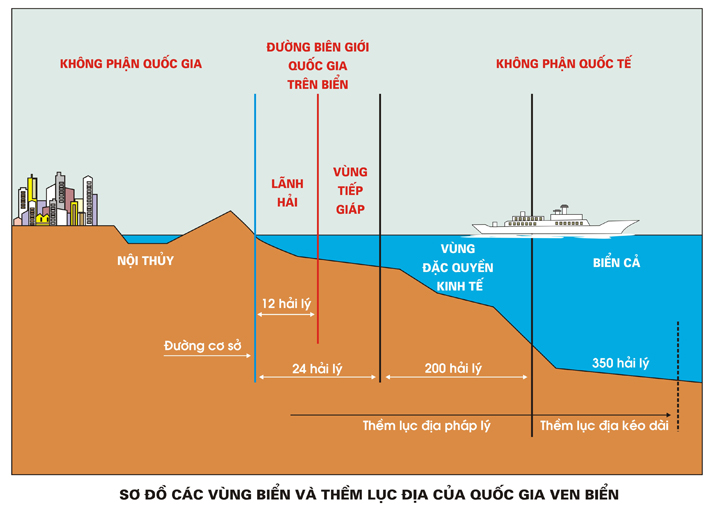 KHÔNG PHẬN QUỐC GIA
ĐƯỜNG BIÊN GIỚI
QUỐC GIA
TRÊN BIỂN
KHÔNG PHẬN QUỐC TẾ
LÃNH
HẢI
VÙNG
TIẾP
GIÁP
NỘI THỦY
VÙNG
ĐẶC QUYỀN
KINH TẾ
BIỂN CẢ
12 hải lý
Đường cơ sở
24 hải lý
200 hải lý
350 hải lý
Thềm lục địa pháp lý
Thềm lục địa kéo dài
SƠ ĐỒ CÁC VÙNG BIỂN VÀ THỀM LỤC ĐỊA CỦA QUỐC GIA VEN BIỂN